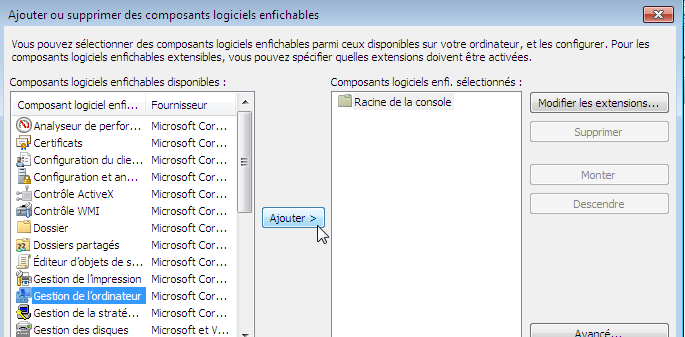 Ajouter ou supprimer des composants logiciels enfichables
Vous pouvez sélectionner des composants logiciels enfichables parmi ceux disponibles sur votre ordinateur, et les configurer. Pour les
composants logiciels enfichables extensibles, vous pouvez spécifier quelles extensions doivent être activées.
Composants logiciels enfichables disponibles :
Composants logiciels enfi. sélectionnés :
Composant logiciel enfi... Fournisseur
Racine de la console
Modifier les extensions...
Analyseur de perfor... Microsoft Cor...
Certificats Microsoft Cor...
Supprimer
Configuration du clie... Microsoft Cor...
Configuration et an... Microsoft Cor...
Monter
Contrôle ActiveX Microsoft Cor...
Contrôle WMI Microsoft Cor...
Descendre
Ajouter >
Dossier Microsoft Cor...
Dossiers partagés Microsoft Cor...
Éditeur d'objets de s... Microsoft Cor...
Gestion de l'impression Microsoft Cor...
Gestion de l'ordinateur Microsoft Cor...
Gestion de la straté... Microsoft Cor...
Gestion des disques Microsoft et V...
Avancé...